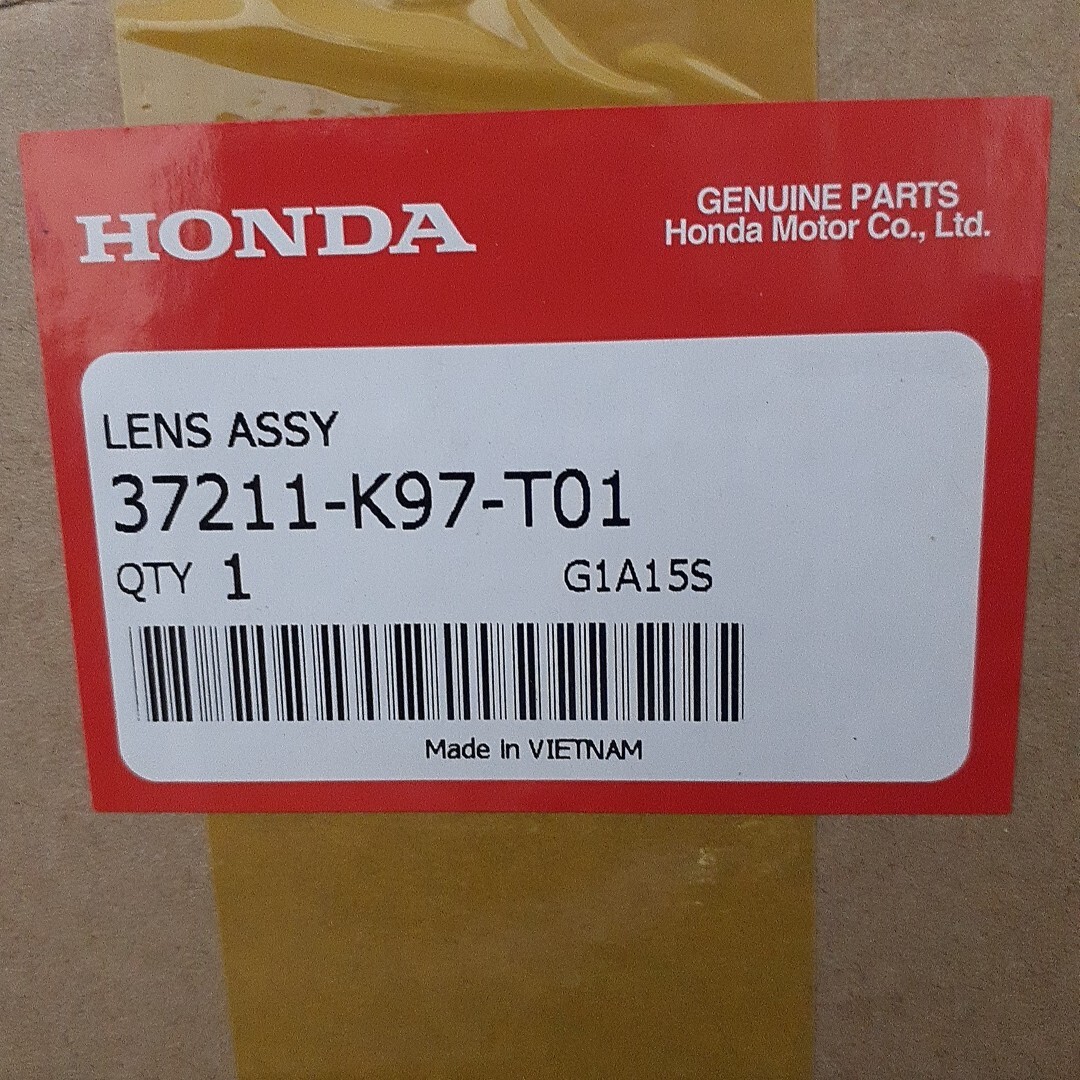 HONDA
GENUINE PARTS
Honda Motor Co., Ltd.
LENS ASSY
37211-K97-T01
QTY 1 G1A15S
Made in VIETNAM